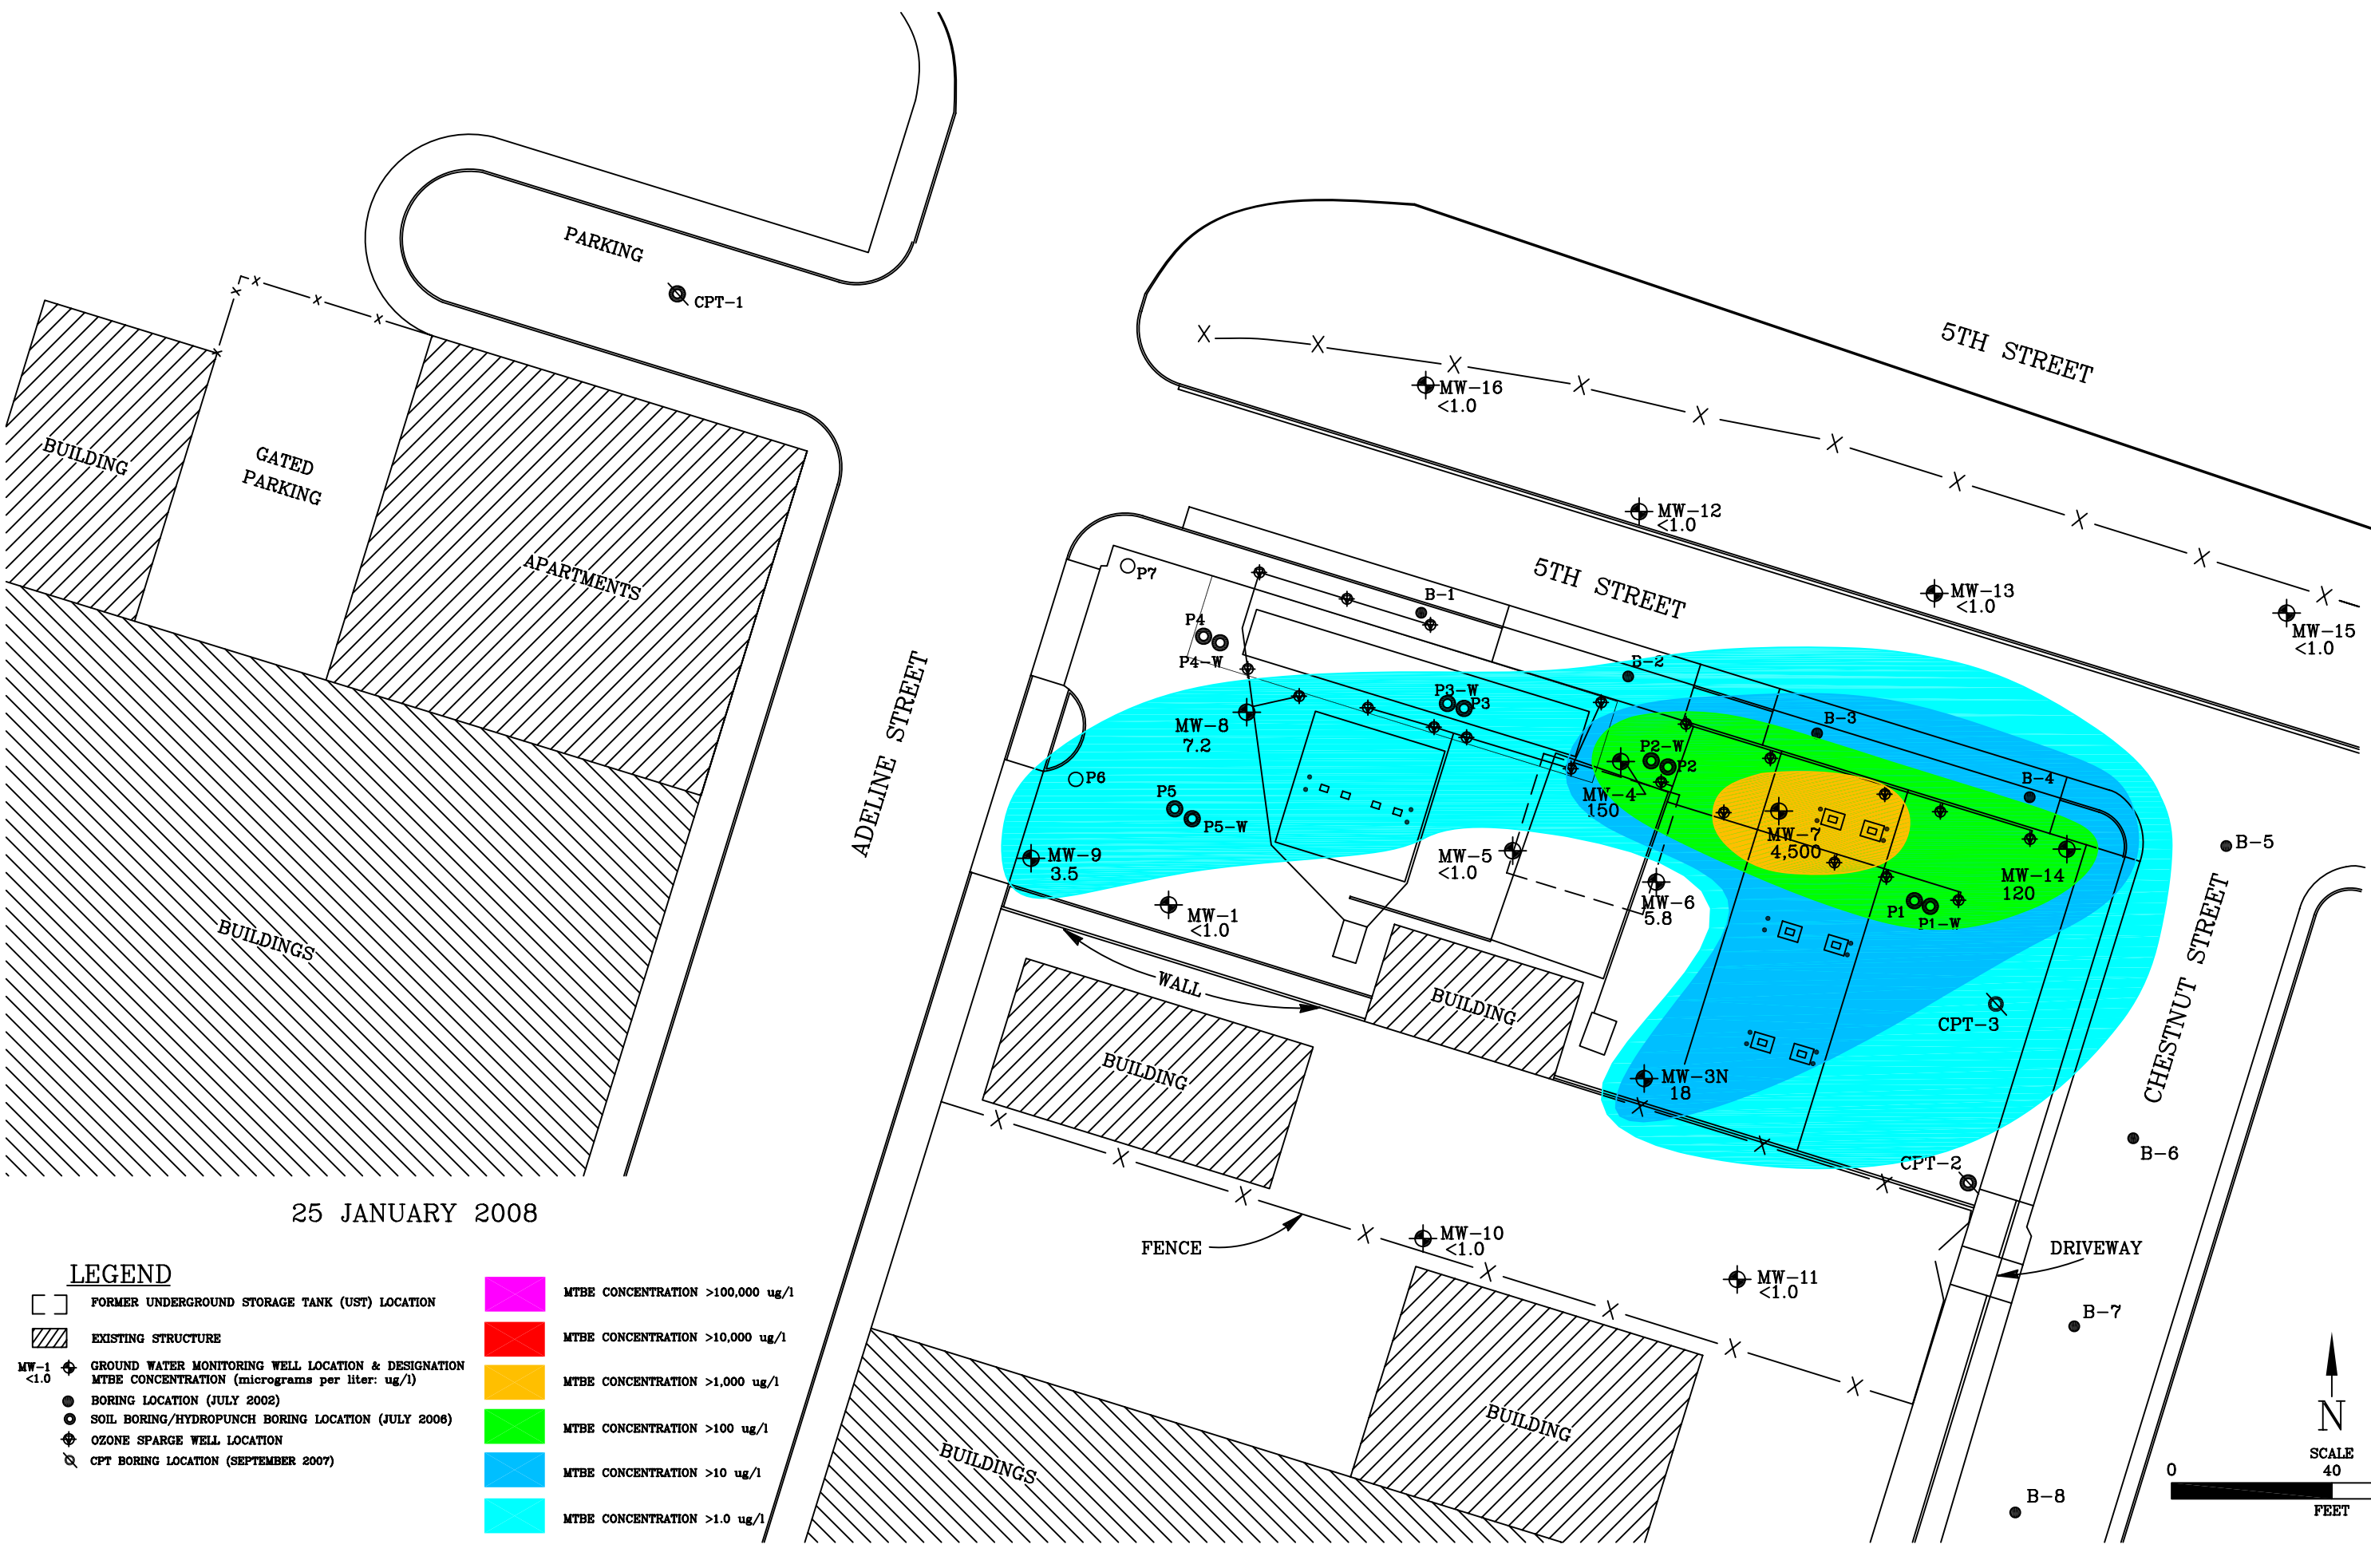 PARKING
CPT-1
5TH STREET
MW-16
<1.0
BUILDING
GATED
PARKING
APARTMENTS
MW-12
<1.0
5TH STREET
MW-13
<1.0
MW-15
<1.0
P7
B-1
P4
P4-W
B-2
P3-W
P3
B-3
MW-8
7.2
P2-W
P2
B-4
P6
MW-4
150
P5
P5-W
MW-7
4,500
ADELINE STREET
MW-9
3.5
MW-5
<1.0
MW-14
120
B-5
MW-6
5.8
P1
P1-W
MW-1
<1.0
BUILDINGS
WALL
BUILDING
CPT-3
CHESTNUT STREET
BUILDING
MW-3N
18
CPT-2
B-6
25 JANUARY 2008
FENCE
MW-10
<1.0
DRIVEWAY
MW-11
<1.0
B-7
BUILDING
BUILDINGS
B-8
LEGEND
FORMER UNDERGROUND STORAGE TANK (UST) LOCATION
EXISTING STRUCTURE
MW-1
<1.0
GROUND WATER MONITORING WELL LOCATION & DESIGNATION
MTBE CONCENTRATION (micrograms per liter: ug/l)
BORING LOCATION (JULY 2002)
SOIL BORING/HYDROPUNCH BORING LOCATION (JULY 2006)
OZONE SPARGE WELL LOCATION
CPT BORING LOCATION (SEPTEMBER 2007)
MTBE CONCENTRATION >100,000 ug/l
MTBE CONCENTRATION >10,000 ug/l
MTBE CONCENTRATION >1,000 ug/l
MTBE CONCENTRATION >100 ug/l
MTBE CONCENTRATION >10 ug/l
MTBE CONCENTRATION >1.0 ug/l
N
SCALE
0 40
FEET